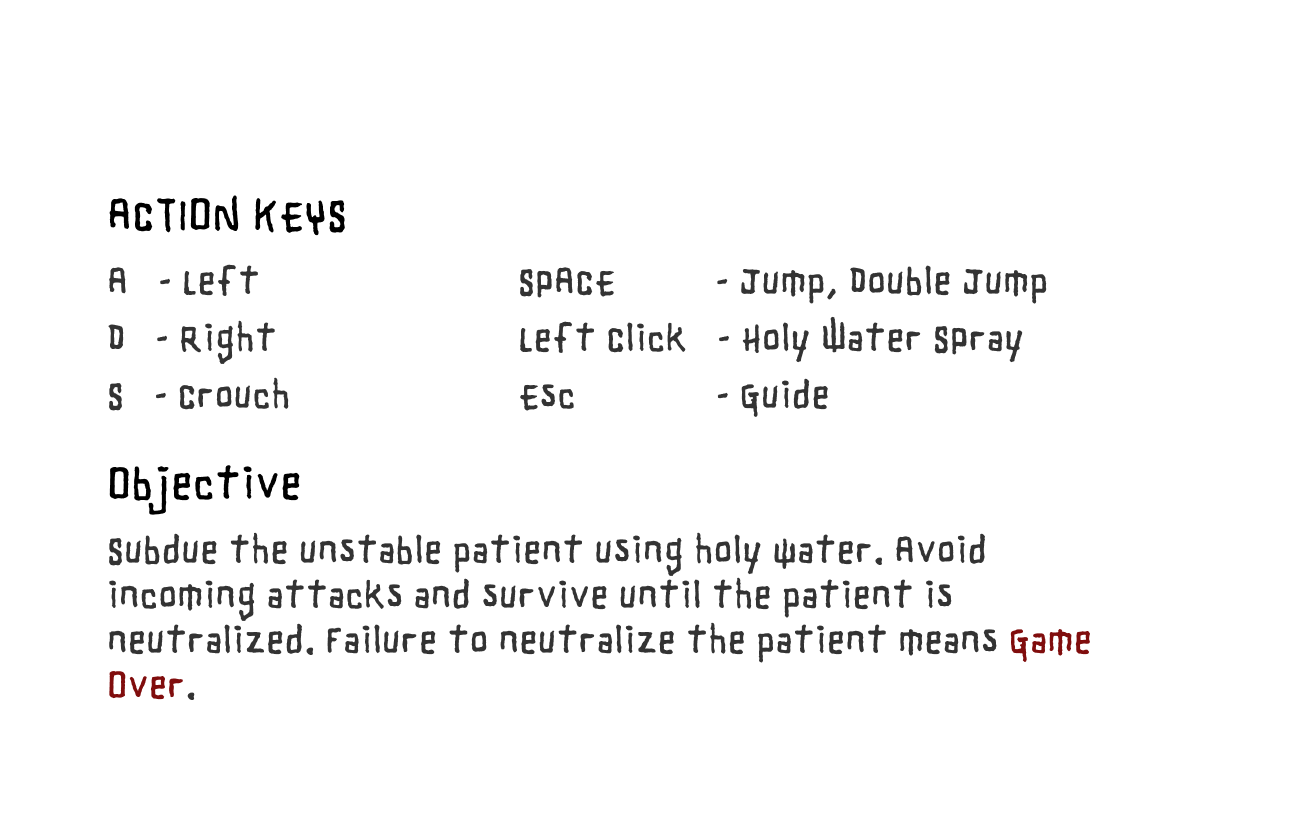 ACTION KEYS
A - Left SPACE - Jump, Double Jump
D - Right Left Click - Holy Water Spray
S - Crouch Esc - Guide
Objective
Subdue the unstable patient using holy water. Avoid
incoming attacks and survive until the patient is
neutralized. Failure to neutralize the patient means Game
Over.